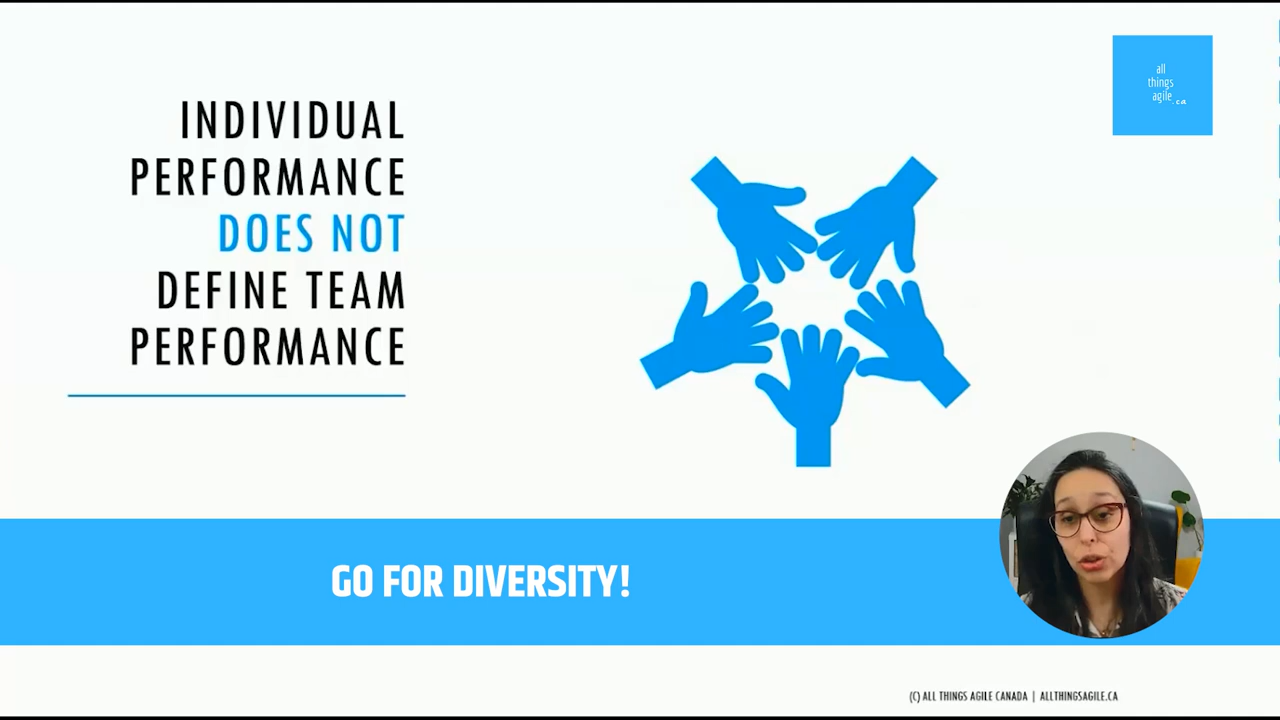 INDIVIDUAL
PERFORMANCE
DOES NOT
DEFINE TEAM
PERFORMANCE
all
things
agile.ca
GO FOR DIVERSITY!
(C) ALL THINGS AGILE CANADA | ALLTHINGSAGILE.CA